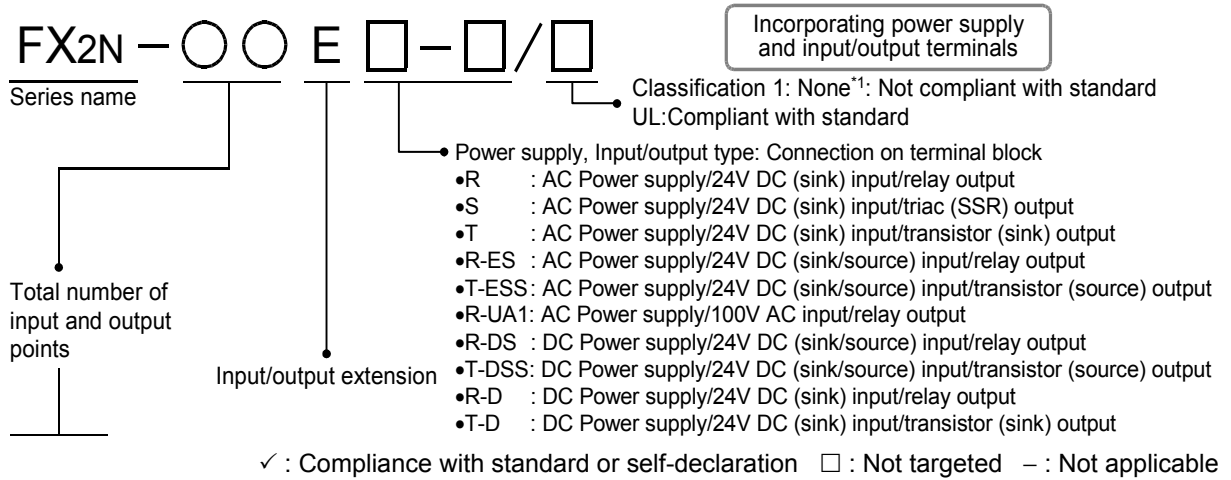 FX2N – ○○ E □ – □ / □
Incorporating power supply
and input/output terminals
Series name
Classification 1: None*1: Not compliant with standard
UL:Compliant with standard
Power supply, Input/output type: Connection on terminal block
•R : AC Power supply/24V DC (sink) input/relay output
•S : AC Power supply/24V DC (sink) input/triac (SSR) output
•T : AC Power supply/24V DC (sink) input/transistor (sink) output
•R-ES : AC Power supply/24V DC (sink/source) input/relay output
•T-ESS: AC Power supply/24V DC (sink/source) input/transistor (source) output
•R-UA1: AC Power supply/100V AC input/relay output
•R-DS : DC Power supply/24V DC (sink/source) input/relay output
•T-DSS: DC Power supply/24V DC (sink/source) input/transistor (source) output
•R-D : DC Power supply/24V DC (sink) input/relay output
•T-D : DC Power supply/24V DC (sink) input/transistor (sink) output
Total number of
input and output
points
Input/output extension
✓ : Compliance with standard or self-declaration □ : Not targeted – : Not applicable